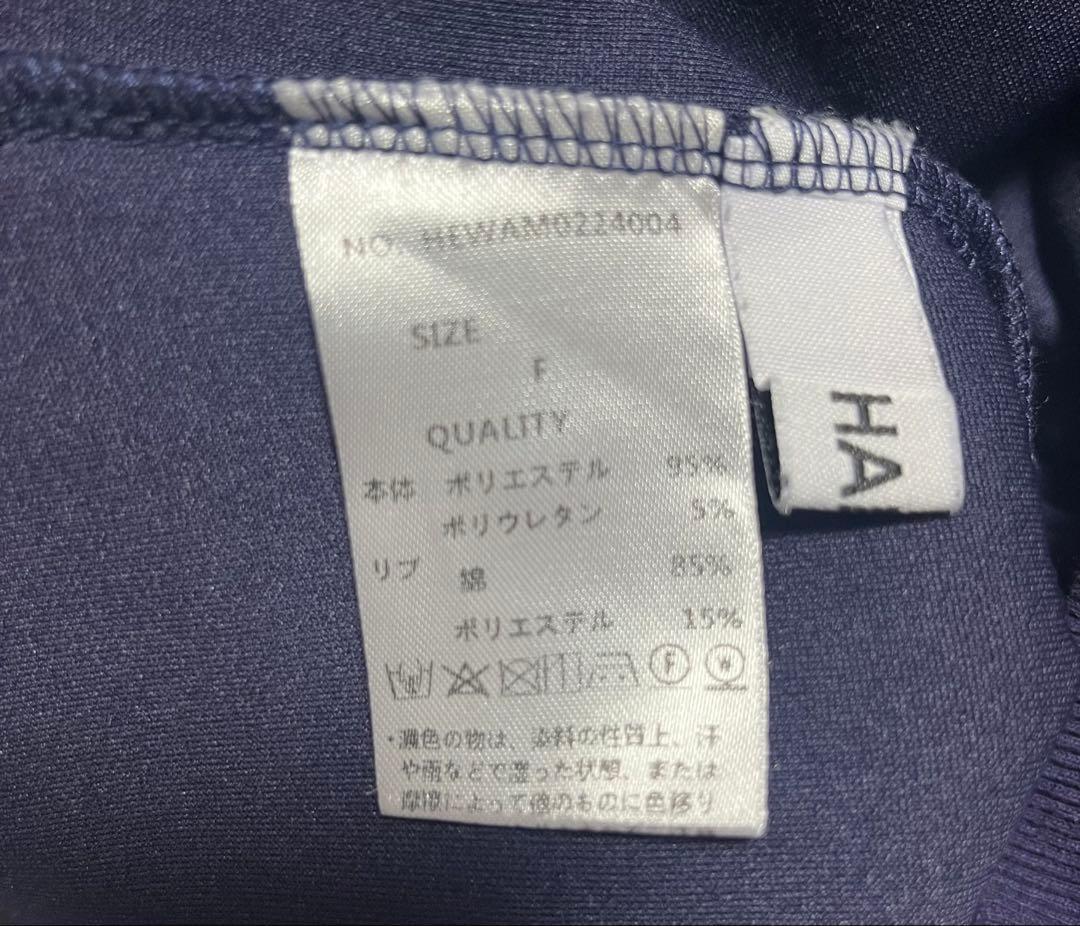 NO. HEWAM0224004
SIZE
F
QUALITY
本体 ポリエステル 95%
ポリウレタン 5%
リブ 綿 85%
ポリエステル 15%
F W
・濃色の物は、染料の性質上、汗
や雨などで湿った状態、または
摩擦によって他のものに色移り
HA